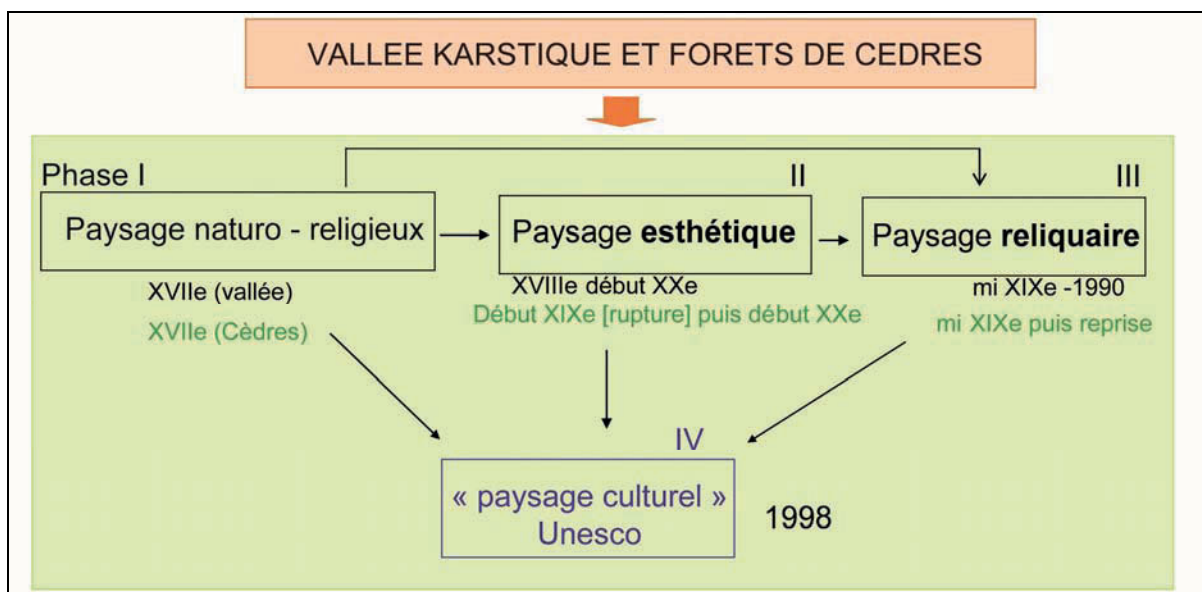 VALLEE KARSTIQUE ET FORETS DE CEDRES
Phase I
II
III
Paysage naturo - religieux
Paysage esthétique
Paysage reliquaire
XVIIe (vallée)
XVIIIe début XXe
mi XIXe -1990
XVIIe (Cèdres)
Début XIXe [rupture] puis début XXe
mi XIXe puis reprise
IV
« paysage culturel »
Unesco
1998